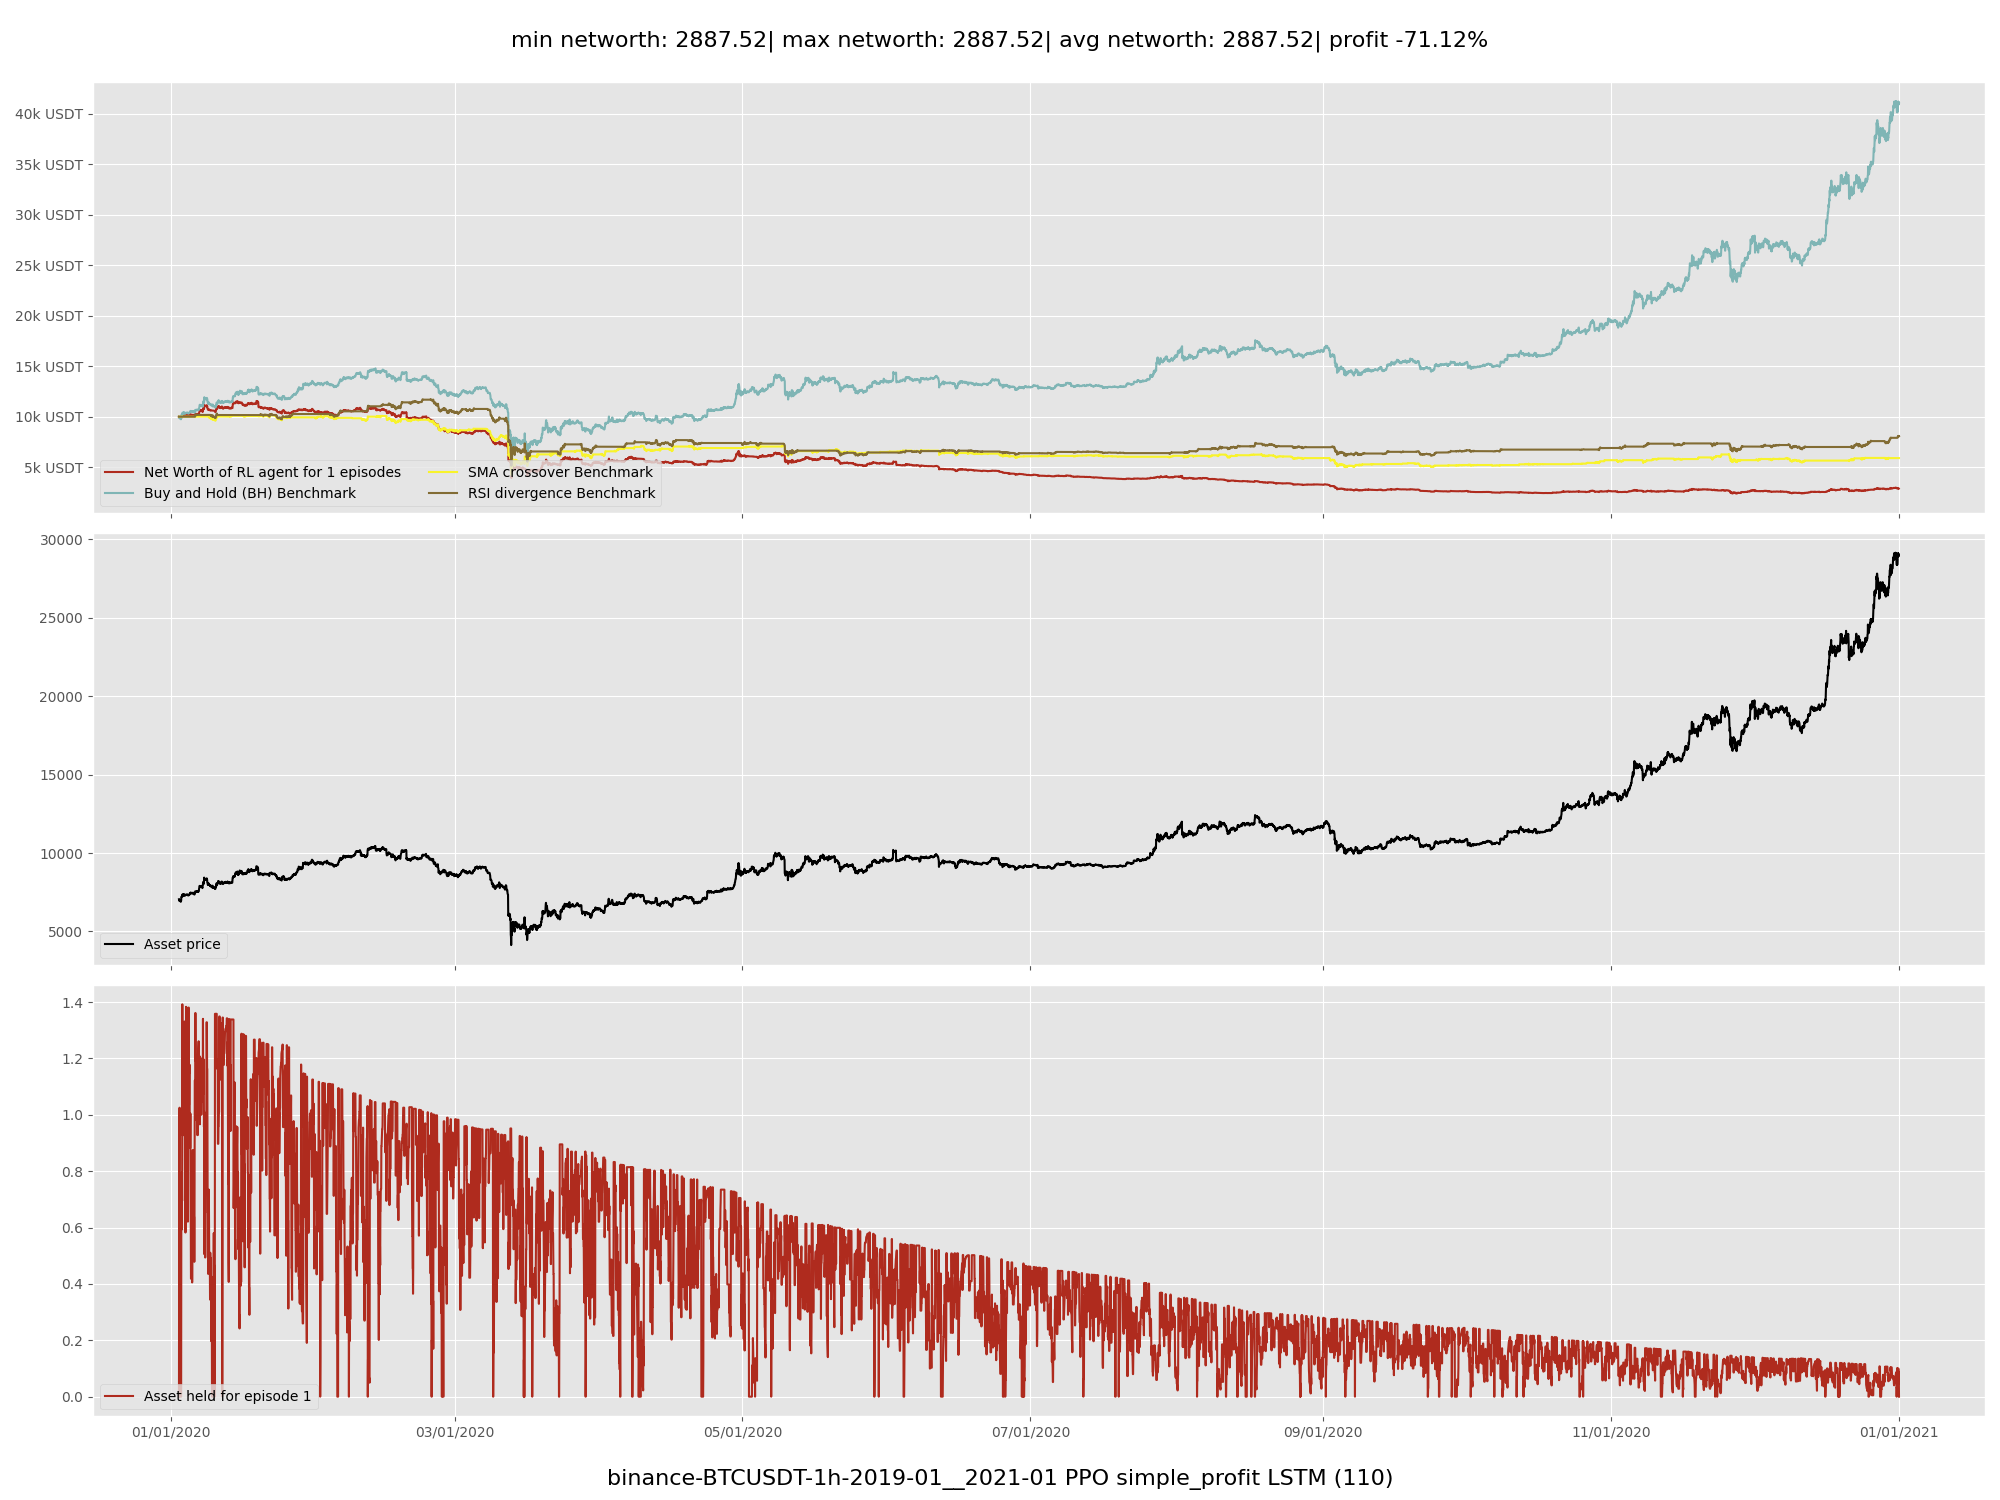 min networth: 2887.52| max networth: 2887.52| avg networth: 2887.52| profit -71.12%
40k USDT
35k USDT
30k USDT
25k USDT
20k USDT
15k USDT
10k USDT
5k USDT
Net Worth of RL agent for 1 episodes
Buy and Hold (BH) Benchmark
SMA crossover Benchmark
RSI divergence Benchmark
30000
25000
20000
15000
10000
5000
Asset price
1.4
1.2
1.0
0.8
0.6
0.4
0.2
0.0
Asset held for episode 1
01/01/2020 03/01/2020 05/01/2020 07/01/2020 09/01/2020 11/01/2020 01/01/2021
binance-BTCUSDT-1h-2019-01__2021-01 PPO simple_profit LSTM (110)